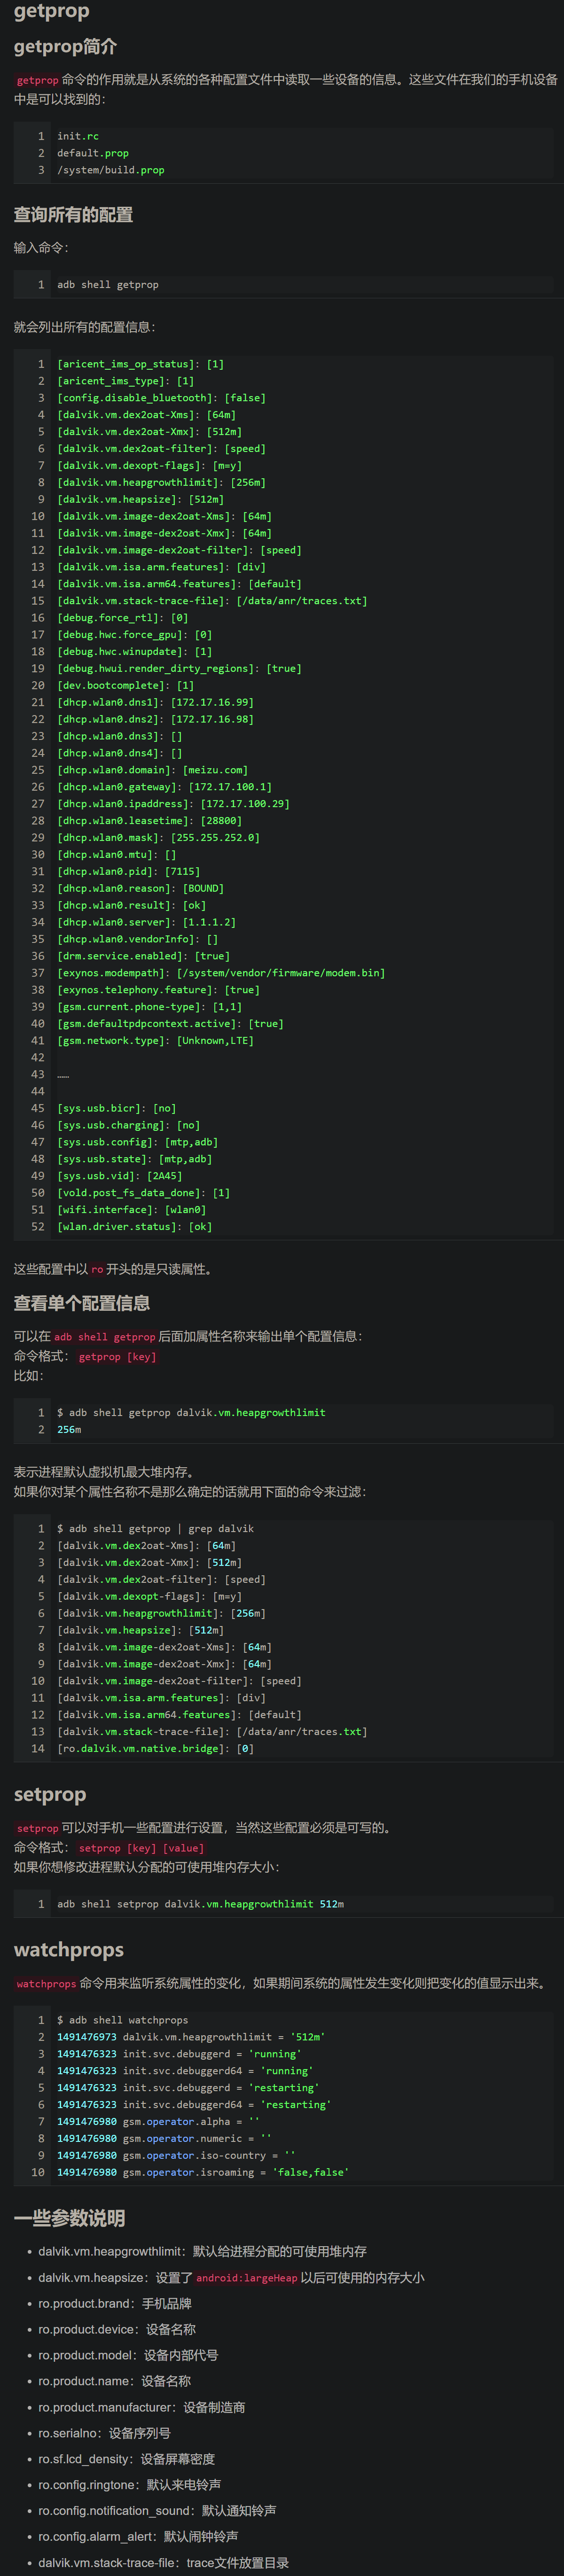 getprop
getprop简介
getprop 命令的作用就是从系统的各种配置文件中读取一些设备的信息。这些文件在我们的手机设备
中是可以找到的：
1 init.rc
2 default.prop
3 /system/build.prop
查询所有的配置
输入命令：
1 adb shell getprop
就会列出所有的配置信息：
1 [aricent_ims_op_status]: [1]
2 [aricent_ims_type]: [1]
3 [config.disable_bluetooth]: [false]
4 [dalvik.vm.dex2oat-Xms]: [64m]
5 [dalvik.vm.dex2oat-Xmx]: [512m]
6 [dalvik.vm.dex2oat-filter]: [speed]
7 [dalvik.vm.dexopt-flags]: [m=y]
8 [dalvik.vm.heapgrowthlimit]: [256m]
9 [dalvik.vm.heapsize]: [512m]
10 [dalvik.vm.image-dex2oat-Xms]: [64m]
11 [dalvik.vm.image-dex2oat-Xmx]: [64m]
12 [dalvik.vm.image-dex2oat-filter]: [speed]
13 [dalvik.vm.isa.arm.features]: [div]
14 [dalvik.vm.isa.arm64.features]: [default]
15 [dalvik.vm.stack-trace-file]: [/data/anr/traces.txt]
16 [debug.force_rtl]: [0]
17 [debug.hwc.force_gpu]: [0]
18 [debug.hwc.winupdate]: [1]
19 [debug.hwui.render_dirty_regions]: [true]
20 [dev.bootcomplete]: [1]
21 [dhcp.wlan0.dns1]: [172.17.16.99]
22 [dhcp.wlan0.dns2]: [172.17.16.98]
23 [dhcp.wlan0.dns3]: []
24 [dhcp.wlan0.dns4]: []
25 [dhcp.wlan0.domain]: [meizu.com]
26 [dhcp.wlan0.gateway]: [172.17.100.1]
27 [dhcp.wlan0.ipaddress]: [172.17.100.29]
28 [dhcp.wlan0.leasetime]: [28800]
29 [dhcp.wlan0.mask]: [255.255.252.0]
30 [dhcp.wlan0.mtu]: []
31 [dhcp.wlan0.pid]: [7115]
32 [dhcp.wlan0.reason]: [BOUND]
33 [dhcp.wlan0.result]: [ok]
34 [dhcp.wlan0.server]: [1.1.1.2]
35 [dhcp.wlan0.vendorInfo]: []
36 [drm.service.enabled]: [true]
37 [exynos.modempath]: [/system/vendor/firmware/modem.bin]
38 [exynos.telephony.feature]: [true]
39 [gsm.current.phone-type]: [1,1]
40 [gsm.defaultpdpcontext.active]: [true]
41 [gsm.network.type]: [Unknown,LTE]
42
43 ……
44
45 [sys.usb.bicr]: [no]
46 [sys.usb.charging]: [no]
47 [sys.usb.config]: [mtp,adb]
48 [sys.usb.state]: [mtp,adb]
49 [sys.usb.vid]: [2A45]
50 [vold.post_fs_data_done]: [1]
51 [wifi.interface]: [wlan0]
52 [wlan.driver.status]: [ok]
这些配置中以 ro 开头的是只读属性。
查看单个配置信息
可以在 adb shell getprop 后面加属性名称来输出单个配置信息：
命令格式： getprop [key]
比如：
1 $ adb shell getprop dalvik.vm.heapgrowthlimit
2 256m
表示进程默认虚拟机最大堆内存。
如果你对某个属性名称不是那么确定的话就用下面的命令来过滤：
1 $ adb shell getprop | grep dalvik
2 [dalvik.vm.dex2oat-Xms]: [64m]
3 [dalvik.vm.dex2oat-Xmx]: [512m]
4 [dalvik.vm.dex2oat-filter]: [speed]
5 [dalvik.vm.dexopt-flags]: [m=y]
6 [dalvik.vm.heapgrowthlimit]: [256m]
7 [dalvik.vm.heapsize]: [512m]
8 [dalvik.vm.image-dex2oat-Xms]: [64m]
9 [dalvik.vm.image-dex2oat-Xmx]: [64m]
10 [dalvik.vm.image-dex2oat-filter]: [speed]
11 [dalvik.vm.isa.arm.features]: [div]
12 [dalvik.vm.isa.arm64.features]: [default]
13 [dalvik.vm.stack-trace-file]: [/data/anr/traces.txt]
14 [ro.dalvik.vm.native.bridge]: [0]
setprop
setprop 可以对手机一些配置进行设置，当然这些配置必须是可写的。
命令格式： setprop [key] [value]
如果你想修改进程默认分配的可使用堆内存大小：
1 adb shell setprop dalvik.vm.heapgrowthlimit 512m
watchprops
watchprops 命令用来监听系统属性的变化，如果期间系统的属性发生变化则把变化的值显示出来。
1 $ adb shell watchprops
2 1491476973 dalvik.vm.heapgrowthlimit = '512m'
3 1491476323 init.svc.debuggerd = 'running'
4 1491476323 init.svc.debuggerd64 = 'running'
5 1491476323 init.svc.debuggerd = 'restarting'
6 1491476323 init.svc.debuggerd64 = 'restarting'
7 1491476980 gsm.operator.alpha = ''
8 1491476980 gsm.operator.numeric = ''
9 1491476980 gsm.operator.iso-country = ''
10 1491476980 gsm.operator.isroaming = 'false,false'
一些参数说明
• dalvik.vm.heapgrowthlimit：默认给进程分配的可使用堆内存
• dalvik.vm.heapsize：设置了 android:largeHeap 以后可使用的内存大小
• ro.product.brand：手机品牌
• ro.product.device：设备名称
• ro.product.model：设备内部代号
• ro.product.name：设备名称
• ro.product.manufacturer：设备制造商
• ro.serialno：设备序列号
• ro.sf.lcd_density：设备屏幕密度
• ro.config.ringtone：默认来电铃声
• ro.config.notification_sound：默认通知铃声
• ro.config.alarm_alert：默认闹钟铃声
• dalvik.vm.stack-trace-file：trace文件放置目录